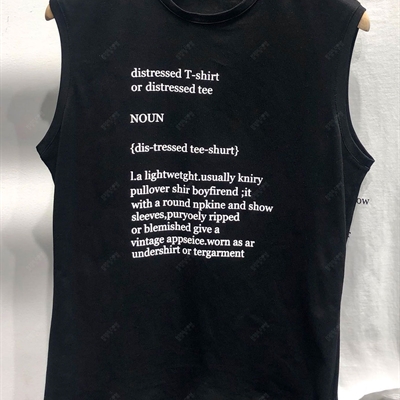 distressed T-shirt
or distressed tee
NOUN
{dis-tressed tee-shurt}
l.a lightwetght.usually kniry
pullover shir boyfirend ;it
with a round npkine and show
sleeves,puryoely ripped
or blemished give a
vintage appseice.worn as ar
undershirt or tergarment
ow